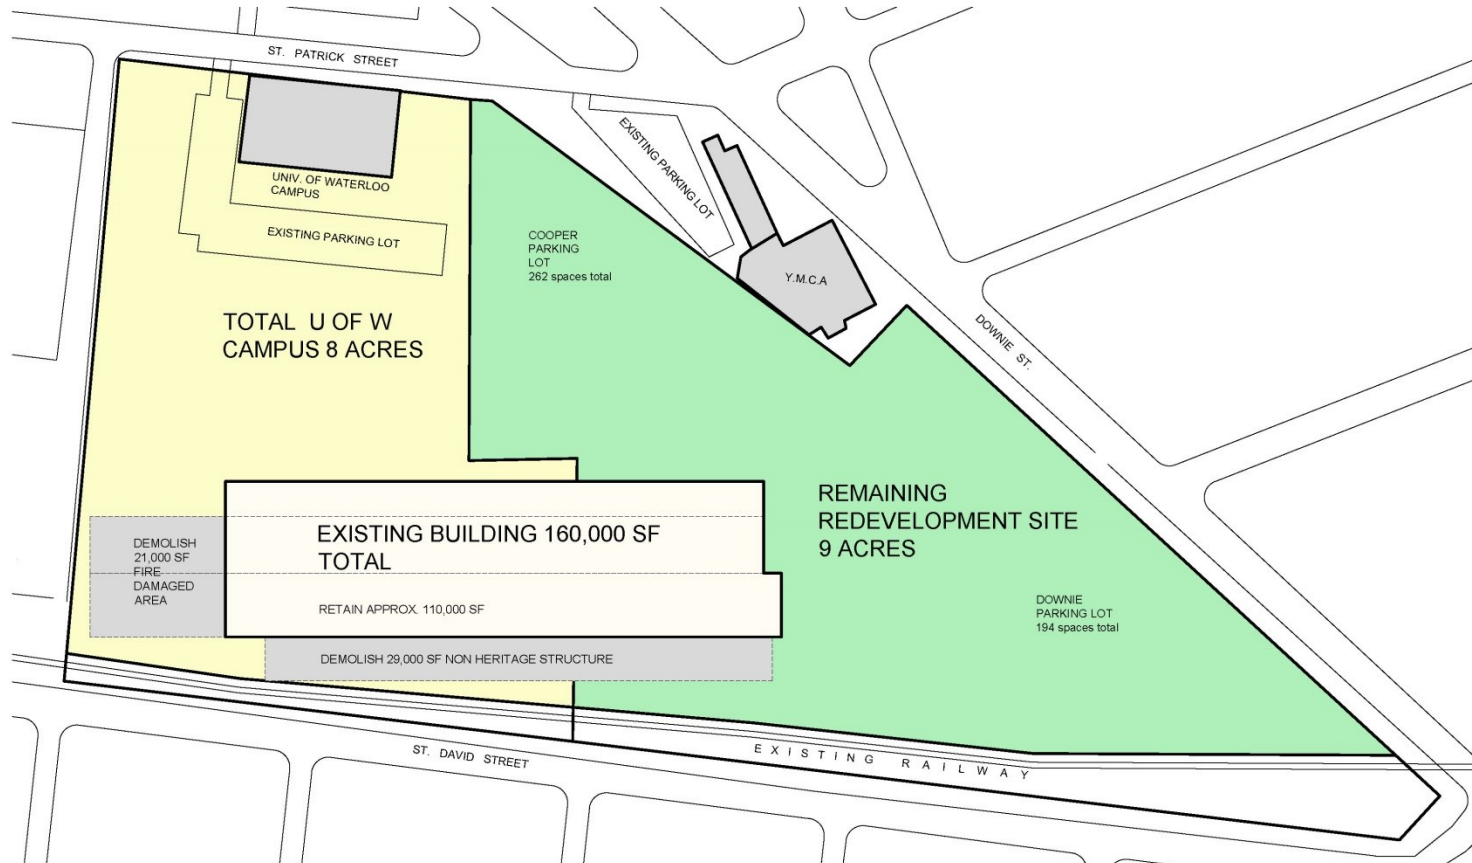 ST. PATRICK STREET
EXISTING PARKING LOT
UNIV. OF WATERLOO
CAMPUS
EXISTING PARKING LOT
COOPER
PARKING
LOT
262 spaces total
Y.M.C.A
TOTAL U OF W
CAMPUS 8 ACRES
DOWNIE ST.
REMAINING
REDEVELOPMENT SITE
9 ACRES
EXISTING BUILDING 160,000 SF
TOTAL
DEMOLISH
21,000 SF
FIRE
DAMAGED
AREA
RETAIN APPROX. 110,000 SF
DOWNIE
PARKING LOT
194 spaces total
DEMOLISH 29,000 SF NON HERITAGE STRUCTURE
ST. DAVID STREET
EXISTING RAILWAY